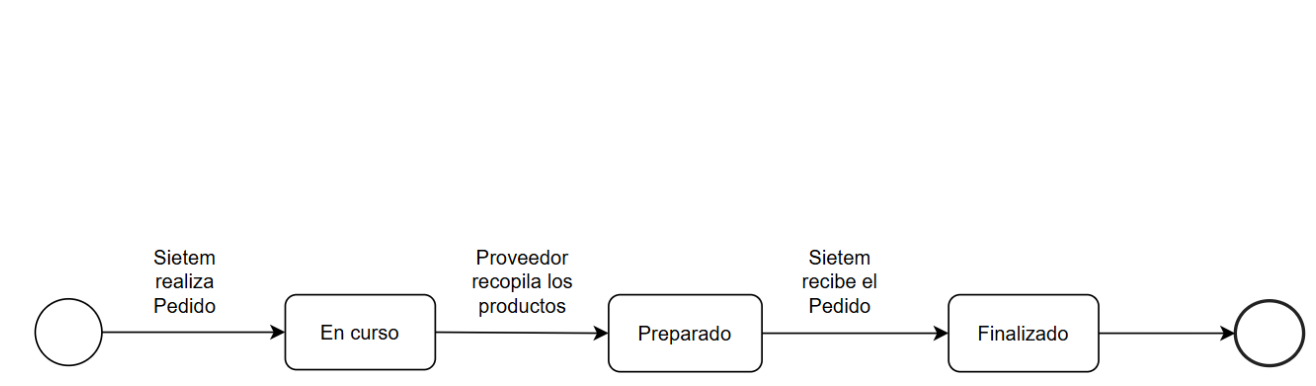 Sietem
realiza
Pedido
En curso
Proveedor
recopila los
productos
Preparado
Sietem
recibe el
Pedido
Finalizado